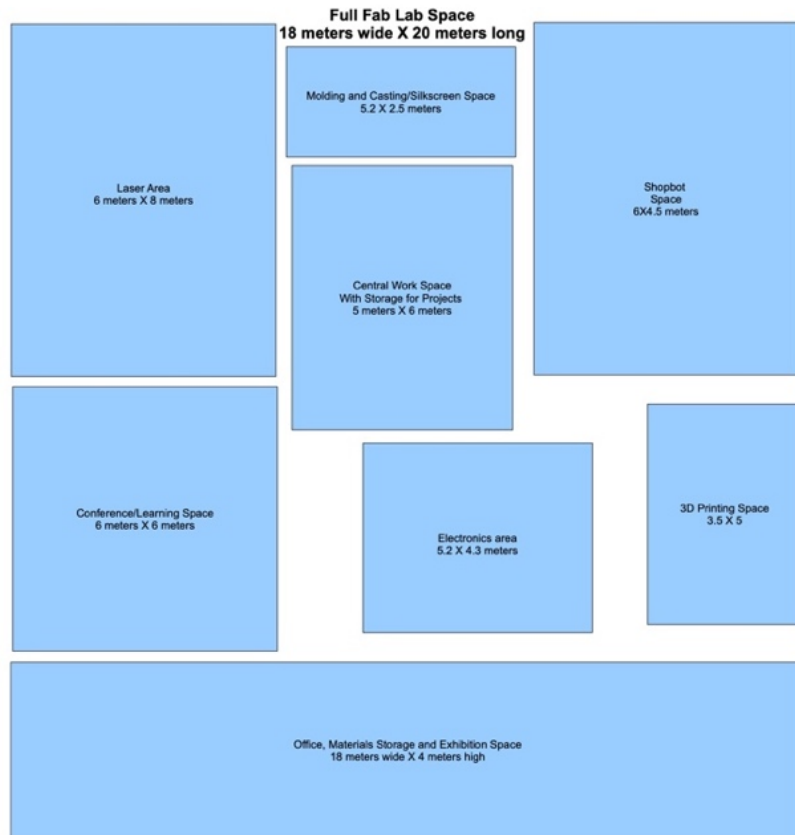 Full Fab Lab Space
18 meters wide X 20 meters long
Molding and Casting/Silkscreen Space
5.2 X 2.5 meters
Laser Area
6 meters X 8 meters
Shopbot
Space
6X4.5 meters
Central Work Space
With Storage for Projects
5 meters X 6 meters
Conference/Learning Space
6 meters X 6 meters
Electronics area
5.2 X 4.3 meters
3D Printing Space
3.5 X 5
Office, Materials Storage and Exhibition Space
18 meters wide X 4 meters high